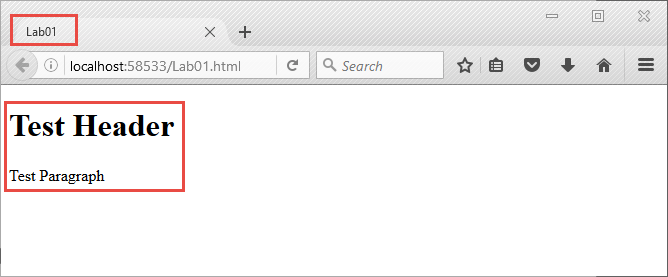 Lab01
localhost:58533/Lab01.html
Search
Test Header
Test Paragraph